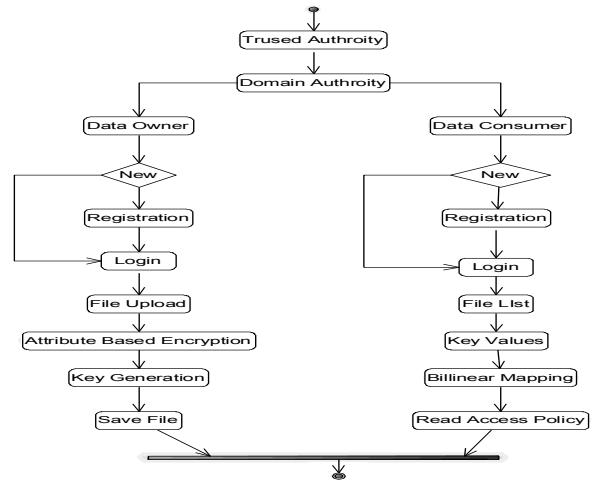 Trused Authroity
Domain Authroity
Data Owner
Data Consumer
New
New
Registration
Registration
Login
Login
File Upload
File LIst
Attribute Based Encryption
Key Values
Key Generation
Billinear Mapping
Save File
Read Access Policy